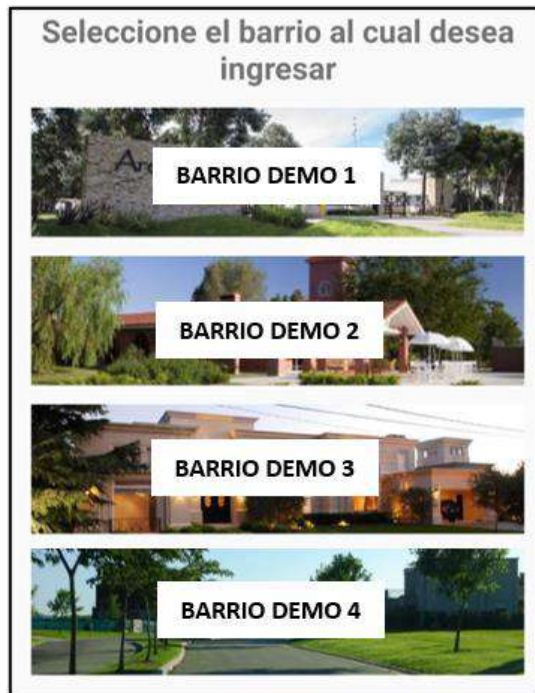 Seleccione el barrio al cual desea
ingresar
BARRIO DEMO 1
BARRIO DEMO 2
BARRIO DEMO 3
BARRIO DEMO 4